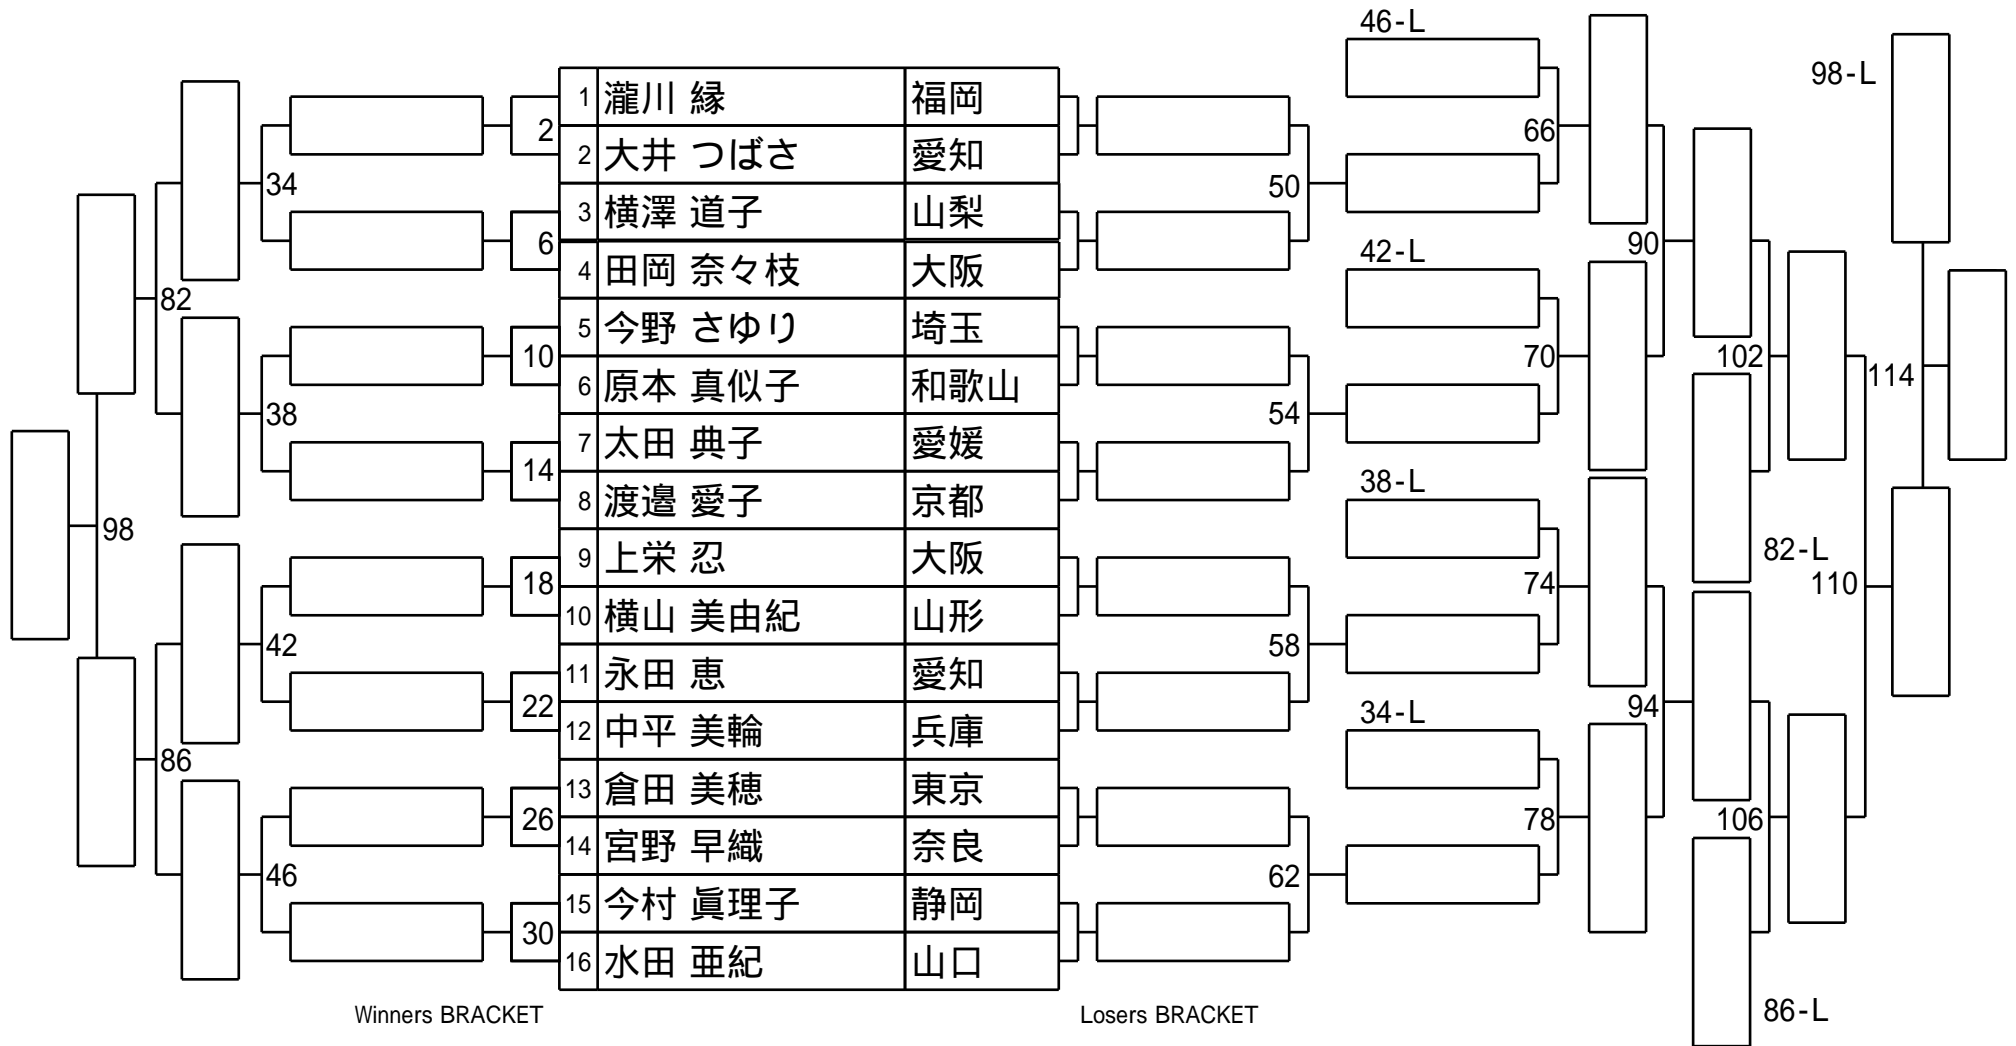 46-L
98-L
1 瀧川 縁 福岡
2 66
2 大井 つばさ 愛知
34 50
3 横澤 道子 山梨
6 90
42-L
4 田岡 奈々枝 大阪
82
5 今野 さゆり 埼玉
10 70 102 114
6 原本 真似子 和歌山
38 54
7 太田 典子 愛媛
14 38-L
8 渡邉 愛子 京都
98
9 上栄 忍 大阪
82-L
18 74 110
10 横山 美由紀 山形
42 58
11 永田 恵 愛知
22 34-L 94
12 中平 美輪 兵庫
86
13 倉田 美穂 東京
26 78 106
14 宮野 早織 奈良
46 62
15 今村 眞理子 静岡
30
16 水田 亜紀 山口
Winners BRACKET Losers BRACKET 86-L